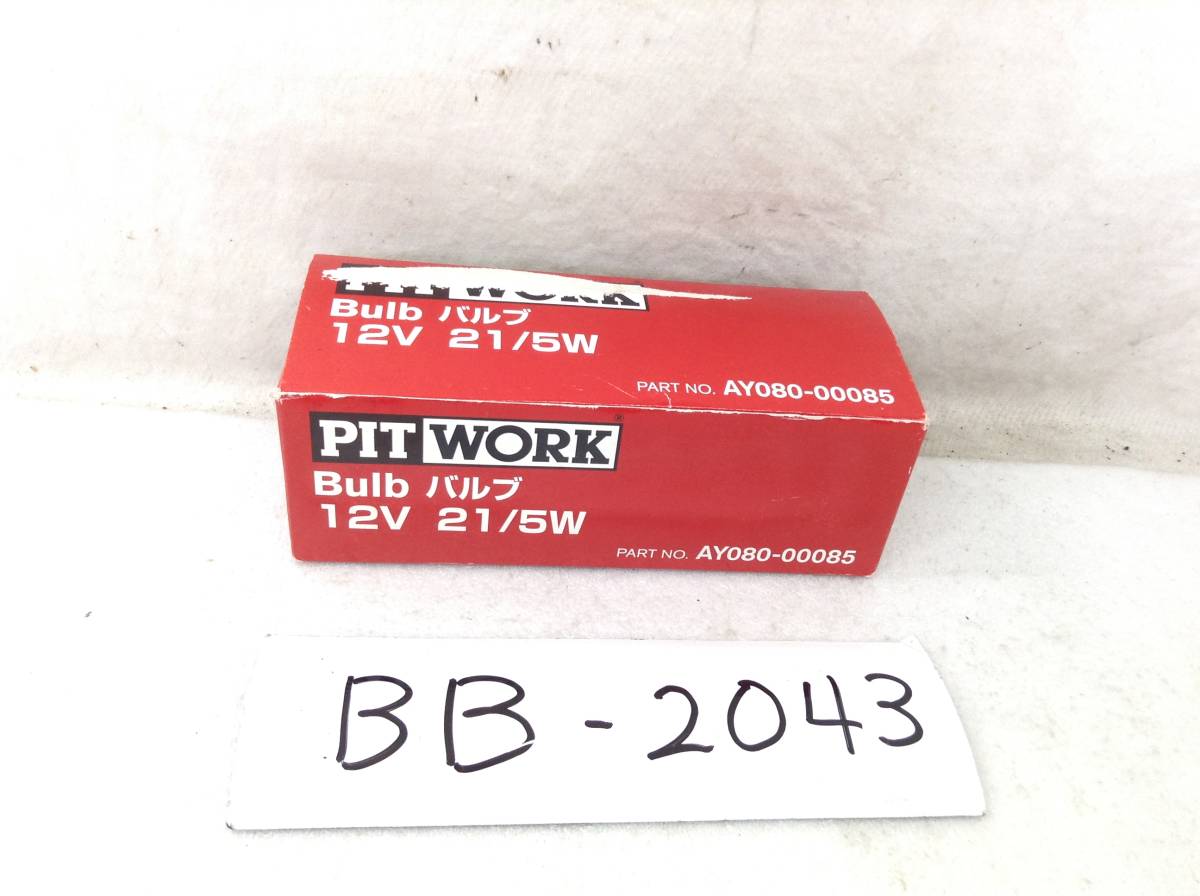 PIT WORK
Bulb バルブ
12V 21/5W
PART NO. AY080-00085
PIT WORK®
Bulb バルブ
12V 21/5W
PART NO. AY080-00085
BB-2043